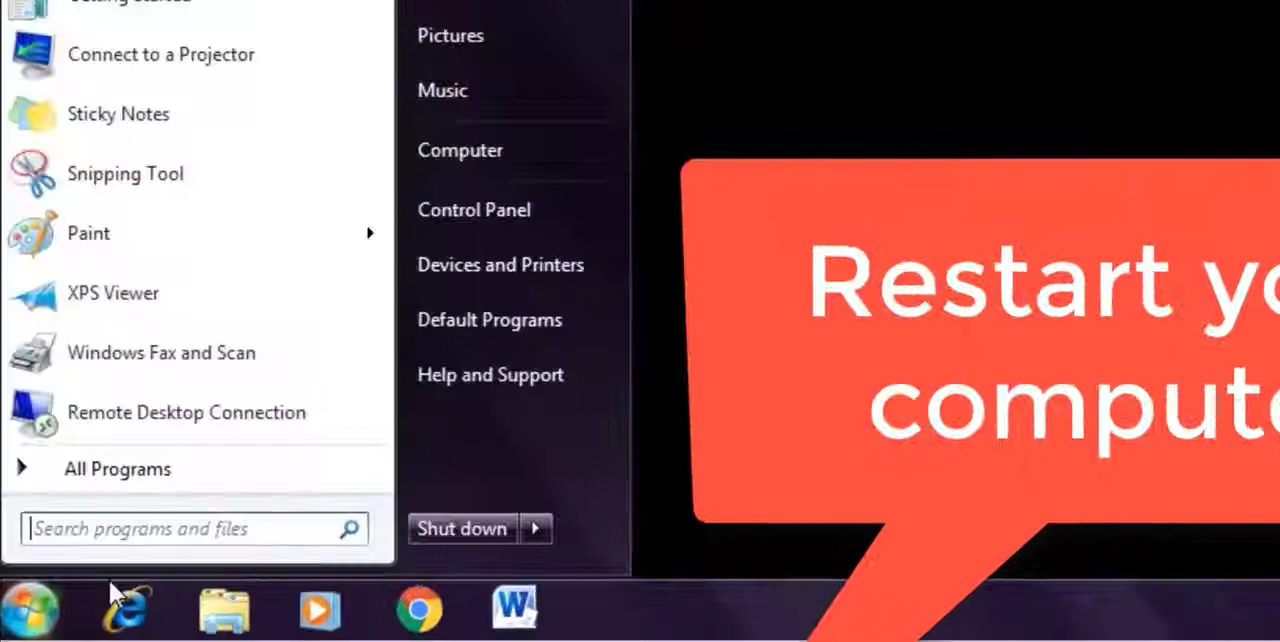 Getting Started
Connect to a Projector
Sticky Notes
Snipping Tool
Paint
XPS Viewer
Windows Fax and Scan
Remote Desktop Connection
All Programs
Search programs and files
Pictures
Music
Computer
Control Panel
Devices and Printers
Default Programs
Help and Support
Shut down
Restart yo
compute
W